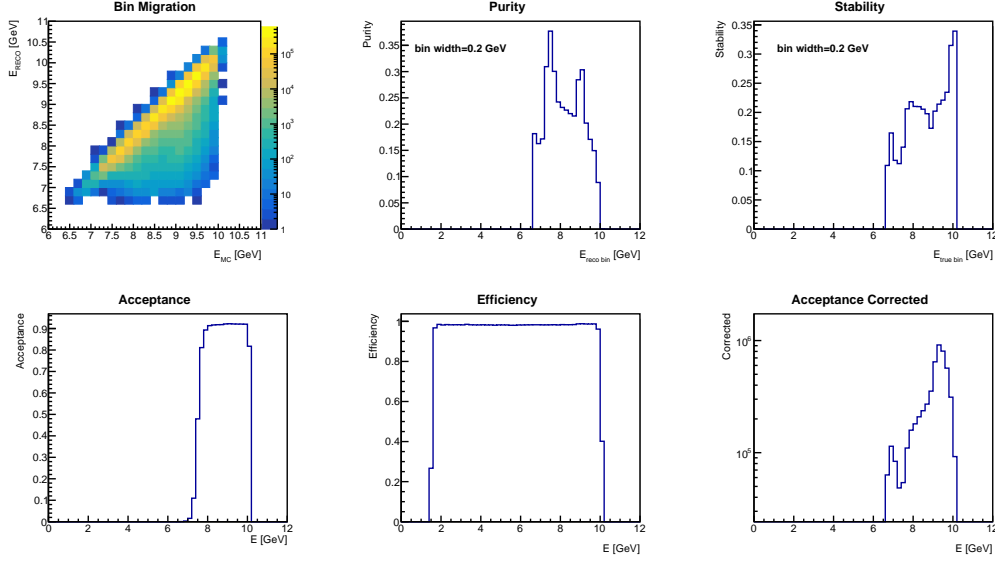 Bin Migration
E_RECO [GeV]
11
10.5
10
9.5
9
8.5
8
7.5
7
6.5
6
6 6.5 7 7.5 8 8.5 9 9.5 10 10.5 11
E_MC [GeV]
10^5
10^4
10^3
10^2
10
1
Purity
Purity
bin width=0.2 GeV
0.35
0.3
0.25
0.2
0.15
0.1
0.05
0
0 2 4 6 8 10 12
E_reco bin [GeV]
Stability
Stability
bin width=0.2 GeV
0.35
0.3
0.25
0.2
0.15
0.1
0.05
0
0 2 4 6 8 10 12
E_true bin [GeV]
Acceptance
Acceptance
0.9
0.8
0.7
0.6
0.5
0.4
0.3
0.2
0.1
0
0 2 4 6 8 10 12
E [GeV]
Efficiency
Efficiency
1
0.8
0.6
0.4
0.2
0
0 2 4 6 8 10 12
E [GeV]
Acceptance Corrected
Corrected
10^6
10^5
0 2 4 6 8 10 12
E [GeV]